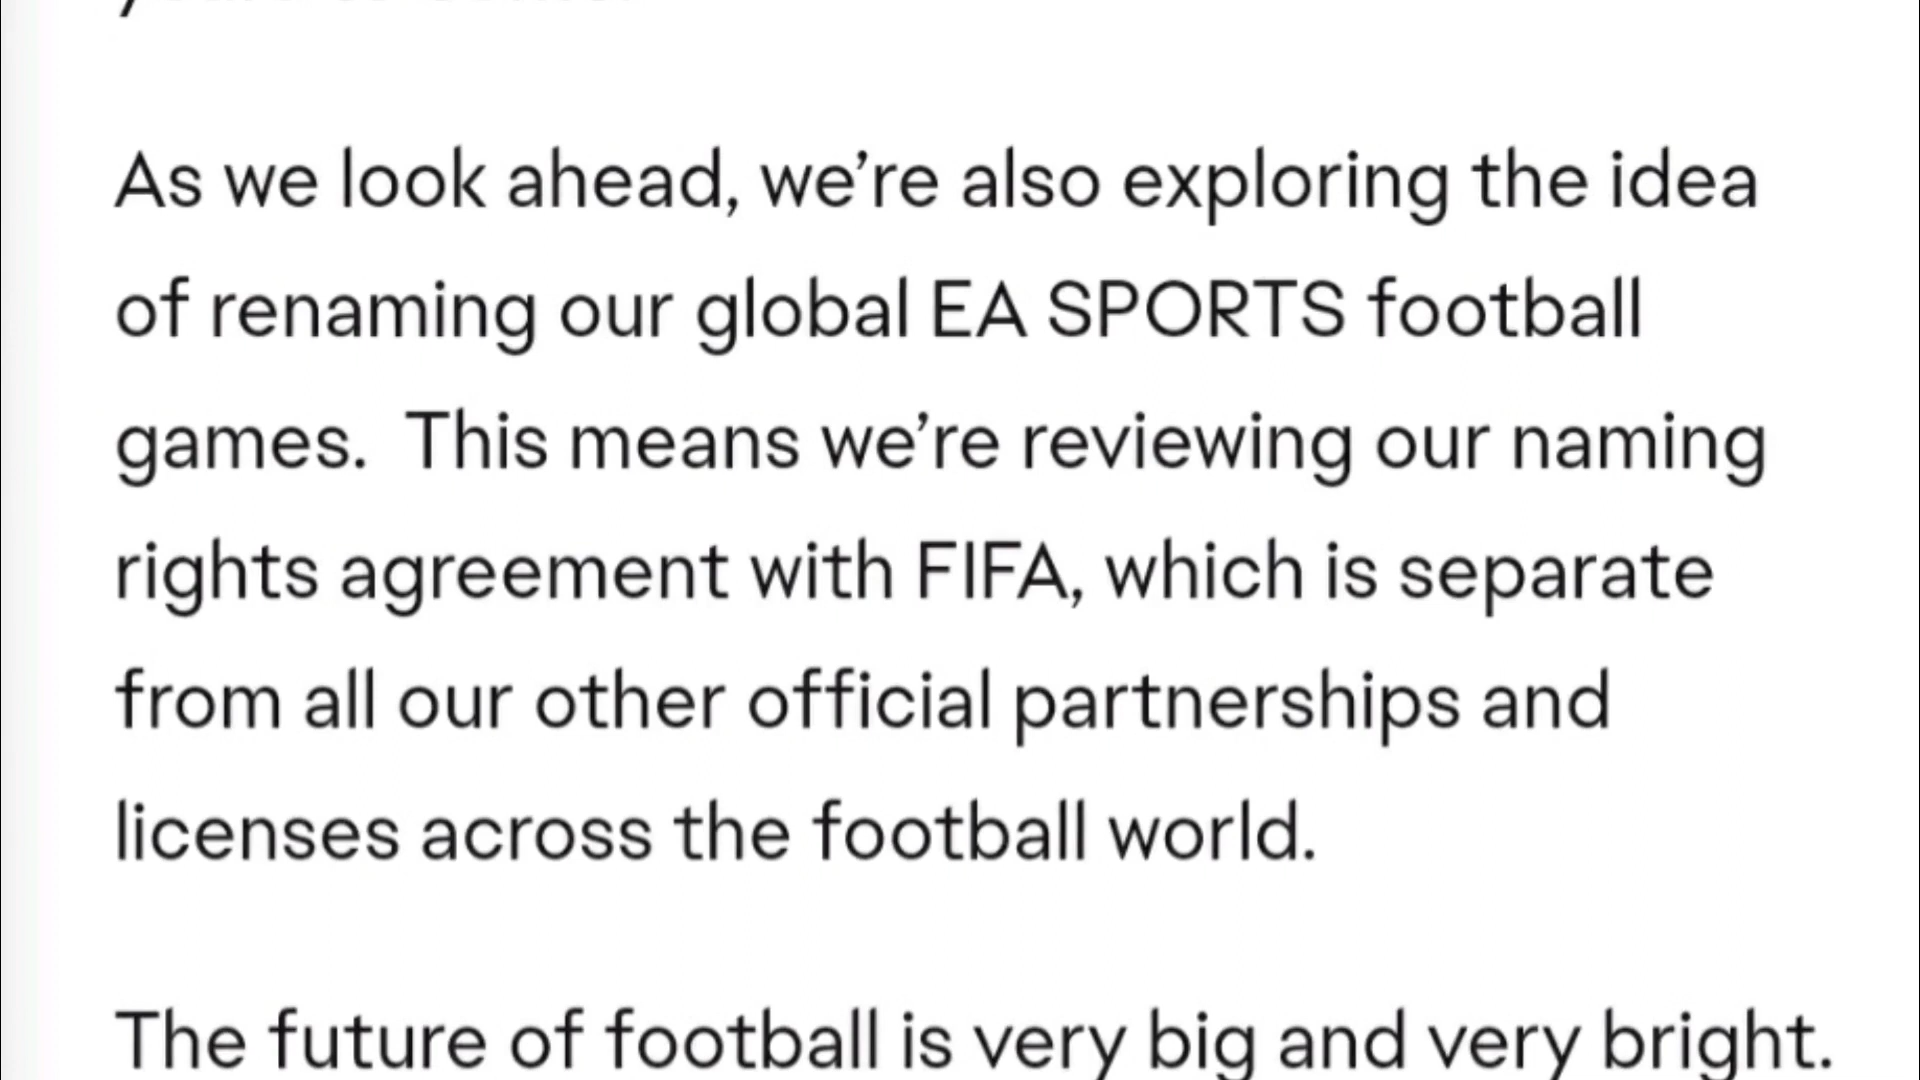 As we look ahead, we’re also exploring the idea
of renaming our global EA SPORTS football
games.  This means we’re reviewing our naming
rights agreement with FIFA, which is separate
from all our other official partnerships and
licenses across the football world.
The future of football is very big and very bright.